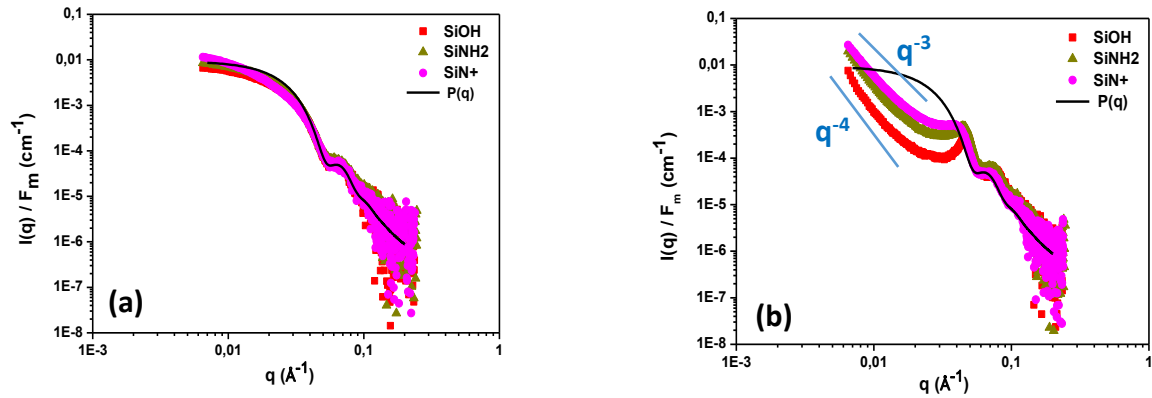 0,1
0,01
1E-3
1E-4
1E-5
1E-6
1E-7
1E-8
I(q) / F_m (cm⁻¹)
SiOH
SiNH2
SiN+
P(q)
(a)
1E-3 0,01 0,1 1
q (Å⁻¹)
0,1
0,01
1E-3
1E-4
1E-5
1E-6
1E-7
1E-8
I(q) / F_m (cm⁻¹)
SiOH
SiNH2
SiN+
P(q)
q⁻³
q⁻⁴
(b)
1E-3 0,01 0,1 1
q (Å⁻¹)